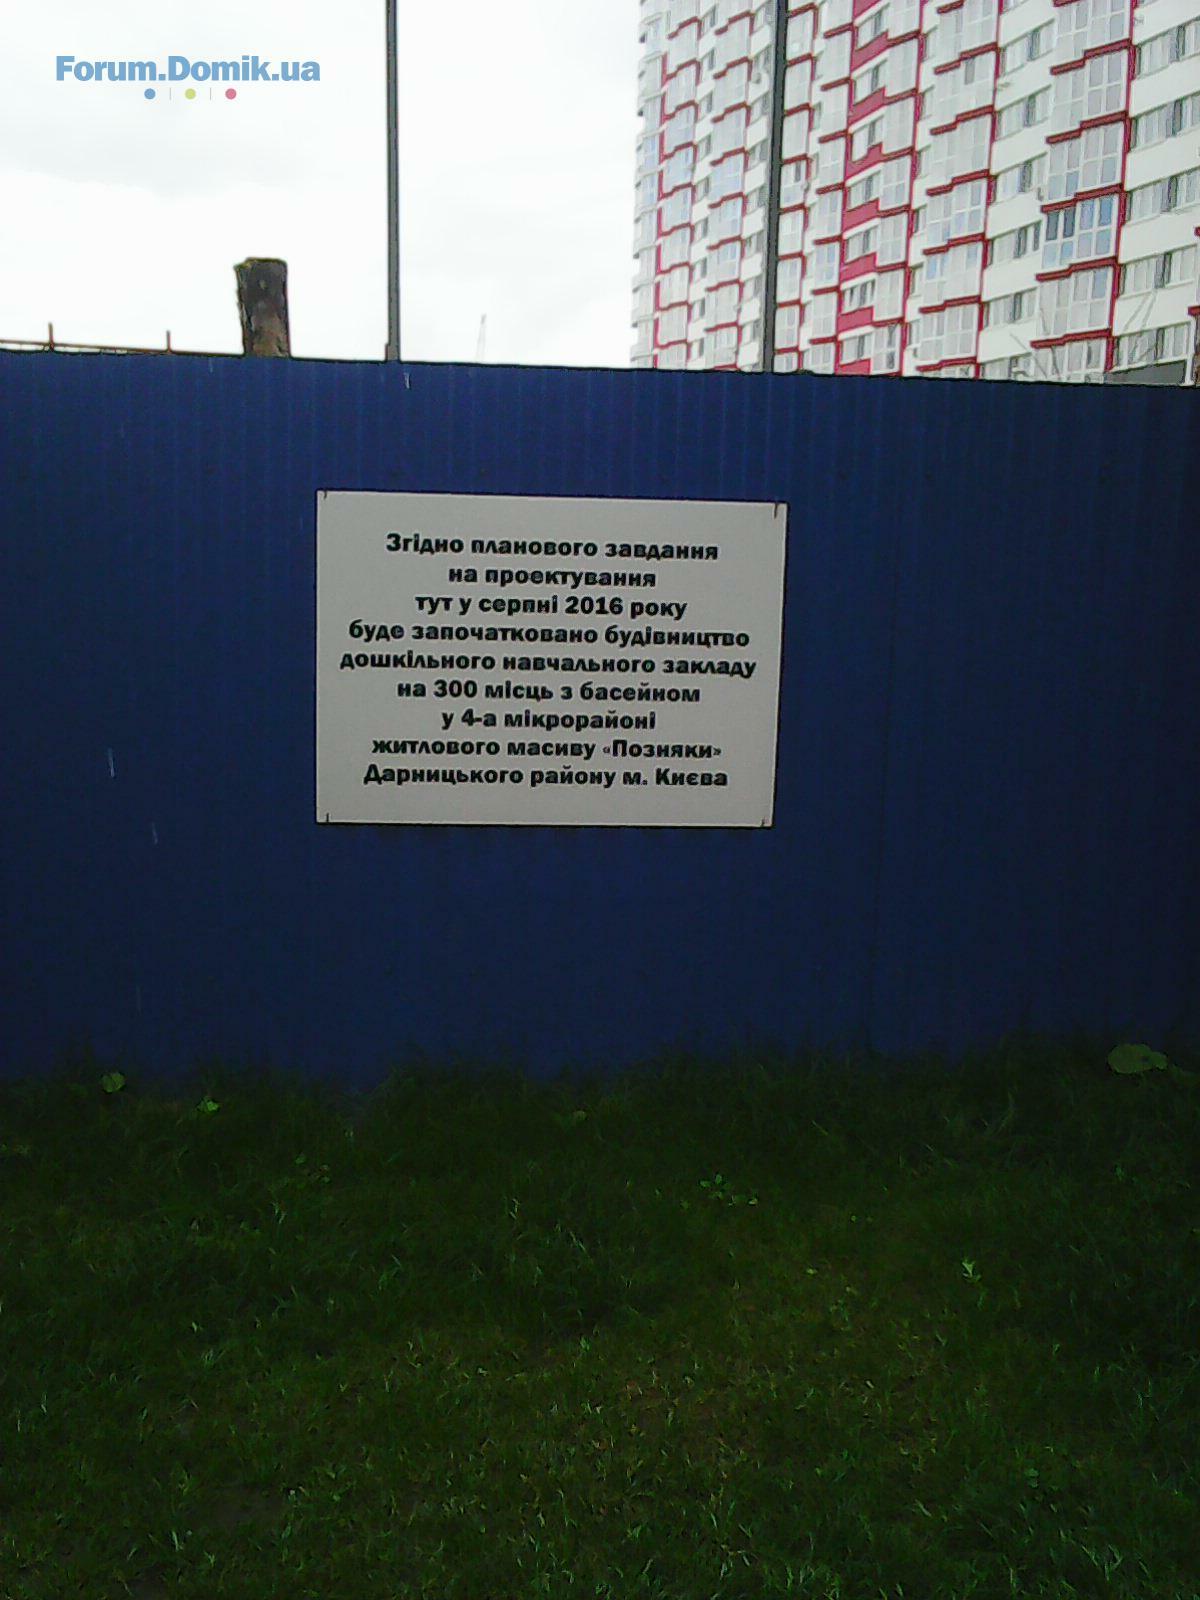 Forum.Domik.ua
Згідно планового завдання
на проектування
тут у серпні 2016 року
буде започатковано будівництво
дошкільного навчального закладу
на 300 місць з басейном
у 4-а мікрорайоні
житлового масиву «Позняки»
Дарницького району м. Києва